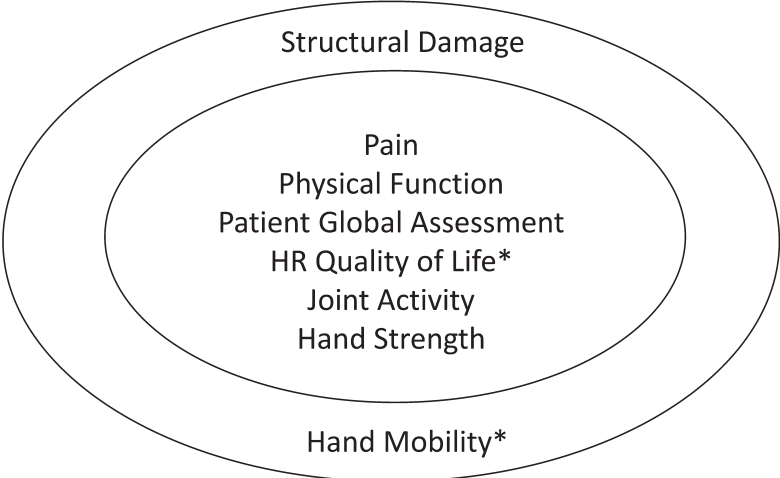 Structural Damage
Pain
Physical Function
Patient Global Assessment
HR Quality of Life*
Joint Activity
Hand Strength
Hand Mobility*